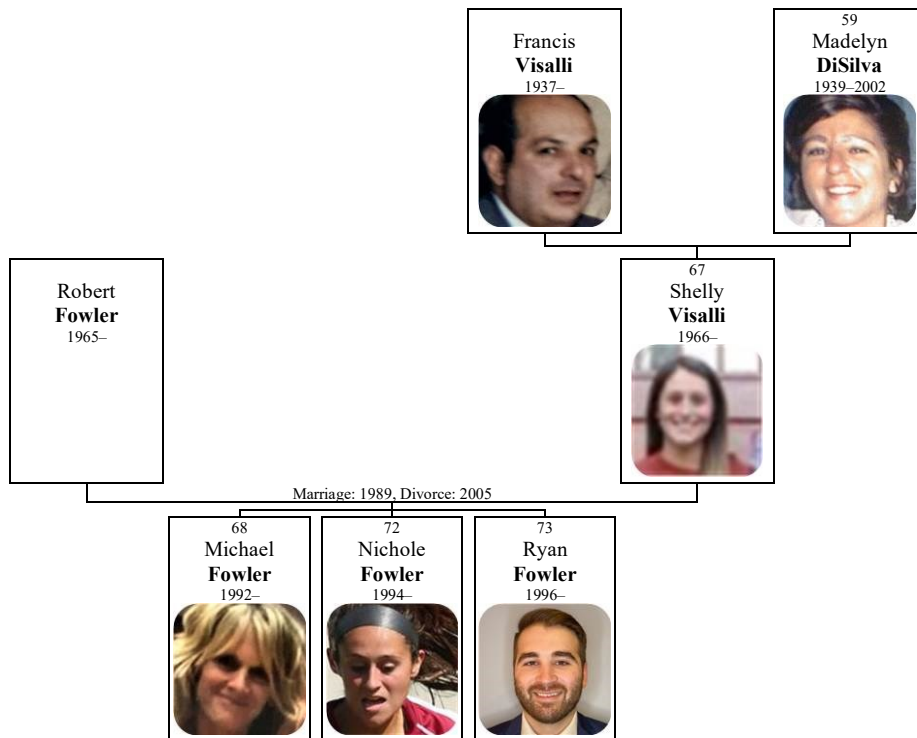 Francis
Visalli
1937–
59
Madelyn
DiSilva
1939–2002
Robert
Fowler
1965–
67
Shelly
Visalli
1966–
Marriage: 1989, Divorce: 2005
68
Michael
Fowler
1992–
72
Nichole
Fowler
1994–
73
Ryan
Fowler
1996–